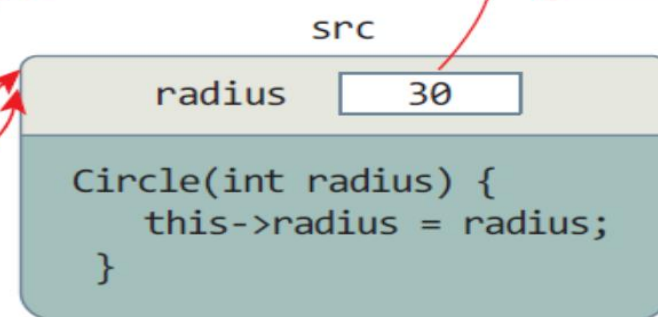 src
radius 30
Circle(int radius) {
this->radius = radius;
}